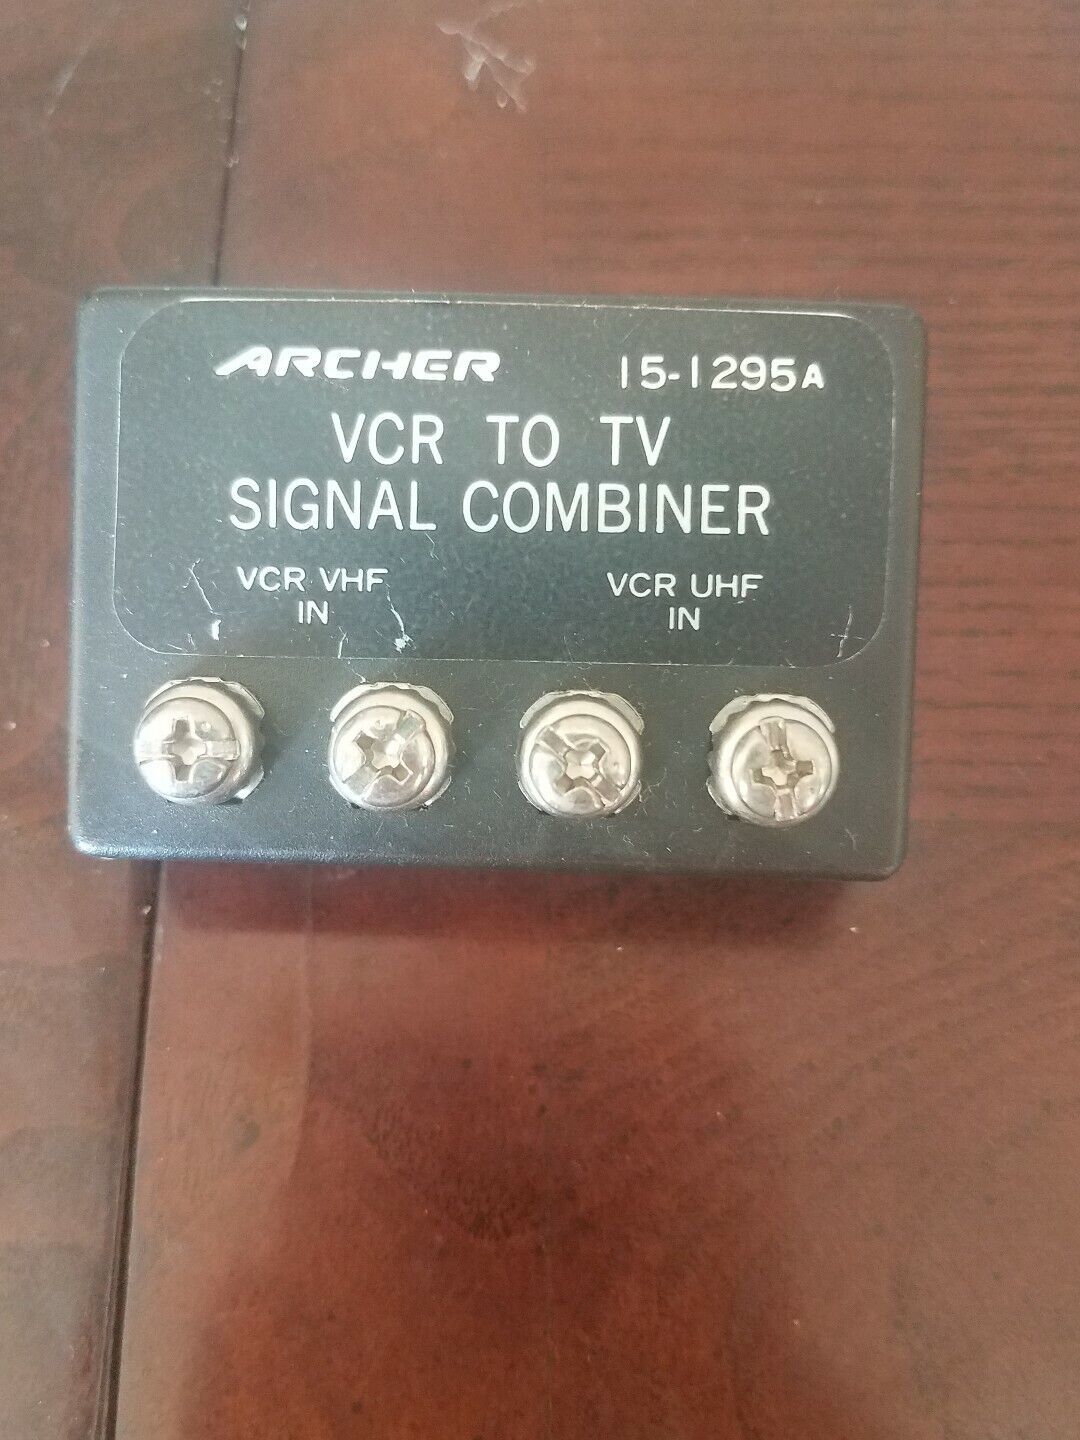 ARCHER 15-1295A
VCR TO TV
SIGNAL COMBINER
VCR VHF
IN
VCR UHF
IN